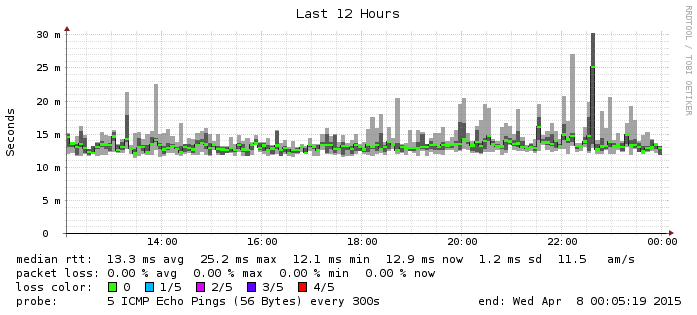 Last 12 Hours
RRDTOOL / TOBI OETIKER
Seconds
30 m
25 m
20 m
15 m
10 m
5 m
0
14:00 16:00 18:00 20:00 22:00 00:00
median rtt: 13.3 ms avg 25.2 ms max 12.1 ms min 12.9 ms now 1.2 ms sd 11.5 am/s
packet loss: 0.00 % avg 0.00 % max 0.00 % min 0.00 % now
loss color: 0 1/5 2/5 3/5 4/5
probe: 5 ICMP Echo Pings (56 Bytes) every 300s end: Wed Apr 8 00:05:19 2015